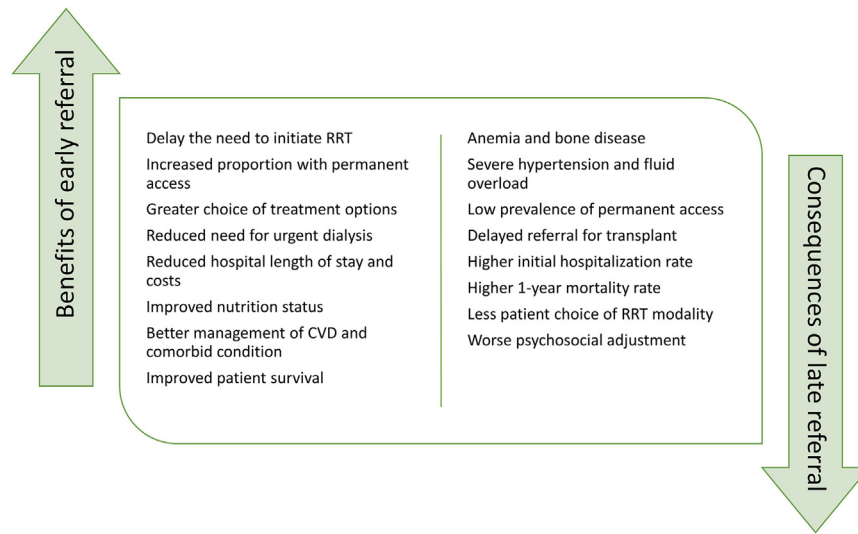 Benefits of early referral
Delay the need to initiate RRT
Increased proportion with permanent
access
Greater choice of treatment options
Reduced need for urgent dialysis
Reduced hospital length of stay and
costs
Improved nutrition status
Better management of CVD and
comorbid condition
Improved patient survival
Anemia and bone disease
Severe hypertension and fluid
overload
Low prevalence of permanent access
Delayed referral for transplant
Higher initial hospitalization rate
Higher 1-year mortality rate
Less patient choice of RRT modality
Worse psychosocial adjustment
Consequences of late referral